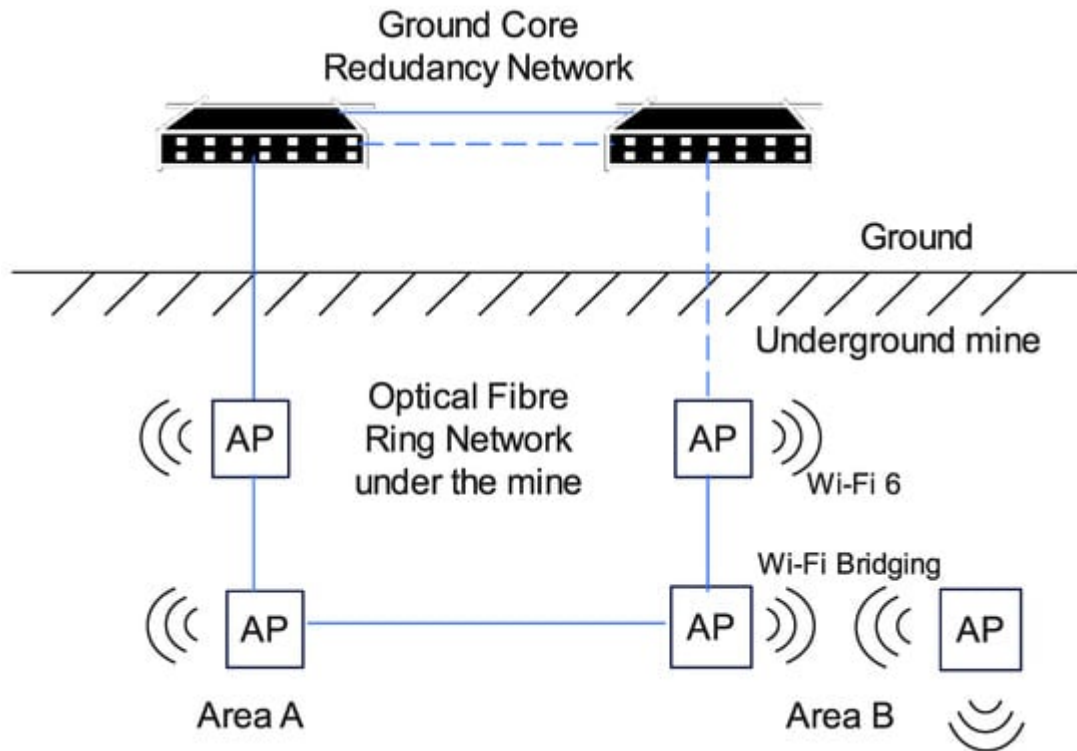 Ground Core
Redudancy Network
Ground
Underground mine
Optical Fibre
Ring Network
under the mine
AP
AP
Wi-Fi 6
Wi-Fi Bridging
AP
AP
AP
Area A
Area B